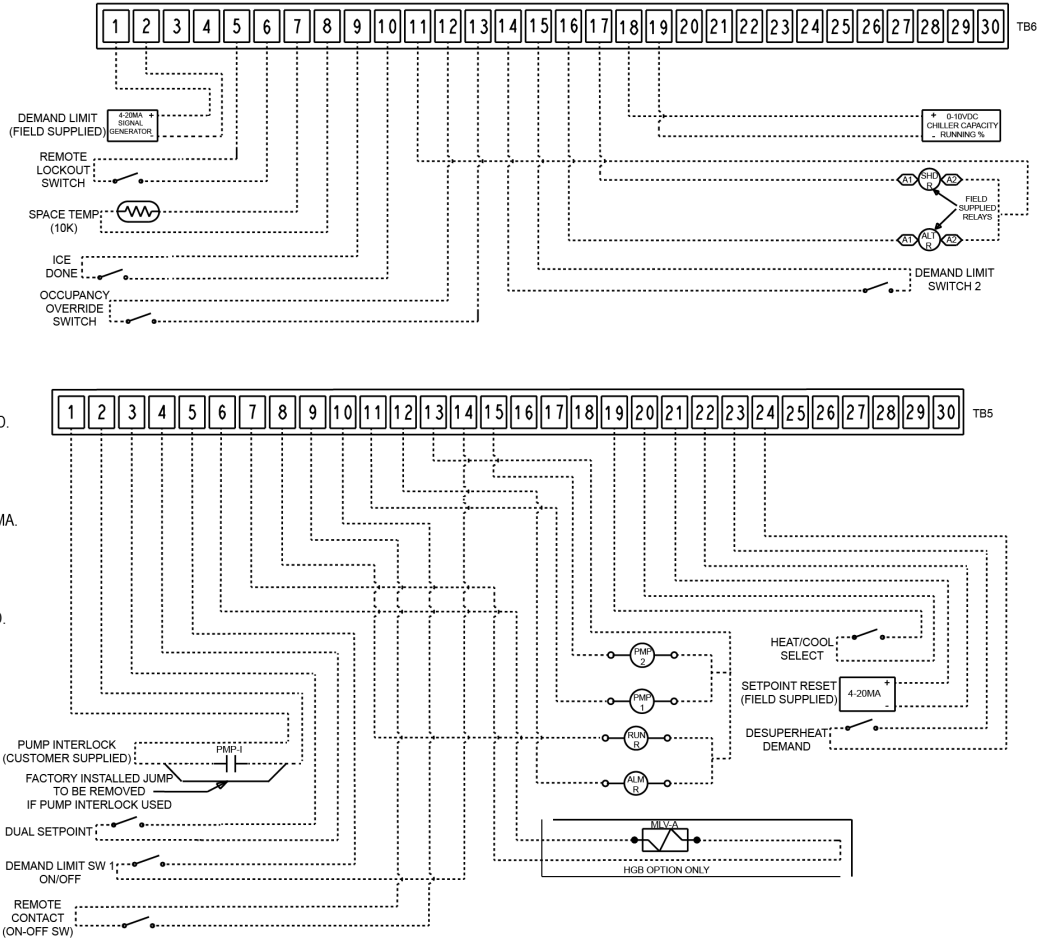 1 2 3 4 5 6 7 8 9 10 11 12 13 14 15 16 17 18 19 20 21 22 23 24 25 26 27 28 29 30 TB6
DEMAND LIMIT
(FIELD SUPPLIED)
4-20MA +
SIGNAL
GENERATOR -
+ 0-10VDC
CHILLER CAPACITY
- RUNNING %
REMOTE
LOCKOUT
SWITCH
A1 SHD R A2
FIELD
SUPPLIED
RELAYS
SPACE TEMP
(10K)
A1 ALT R A2
ICE
DONE
DEMAND LIMIT
SWITCH 2
OCCUPANCY
OVERRIDE
SWITCH
1 2 3 4 5 6 7 8 9 10 11 12 13 14 15 16 17 18 19 20 21 22 23 24 25 26 27 28 29 30 TB5
D.
MA.
D.
HEAT/COOL
SELECT
PMP
2
SETPOINT RESET
(FIELD SUPPLIED)
4-20MA
+
-
PMP
1
DESUPERHEAT
DEMAND
RUN
R
PUMP INTERLOCK
(CUSTOMER SUPPLIED)
PMP-I
ALM
R
FACTORY INSTALLED JUMP
TO BE REMOVED
IF PUMP INTERLOCK USED
DUAL SETPOINT
MLV-A
HGB OPTION ONLY
DEMAND LIMIT SW 1
ON/OFF
REMOTE
CONTACT
(ON-OFF SW)